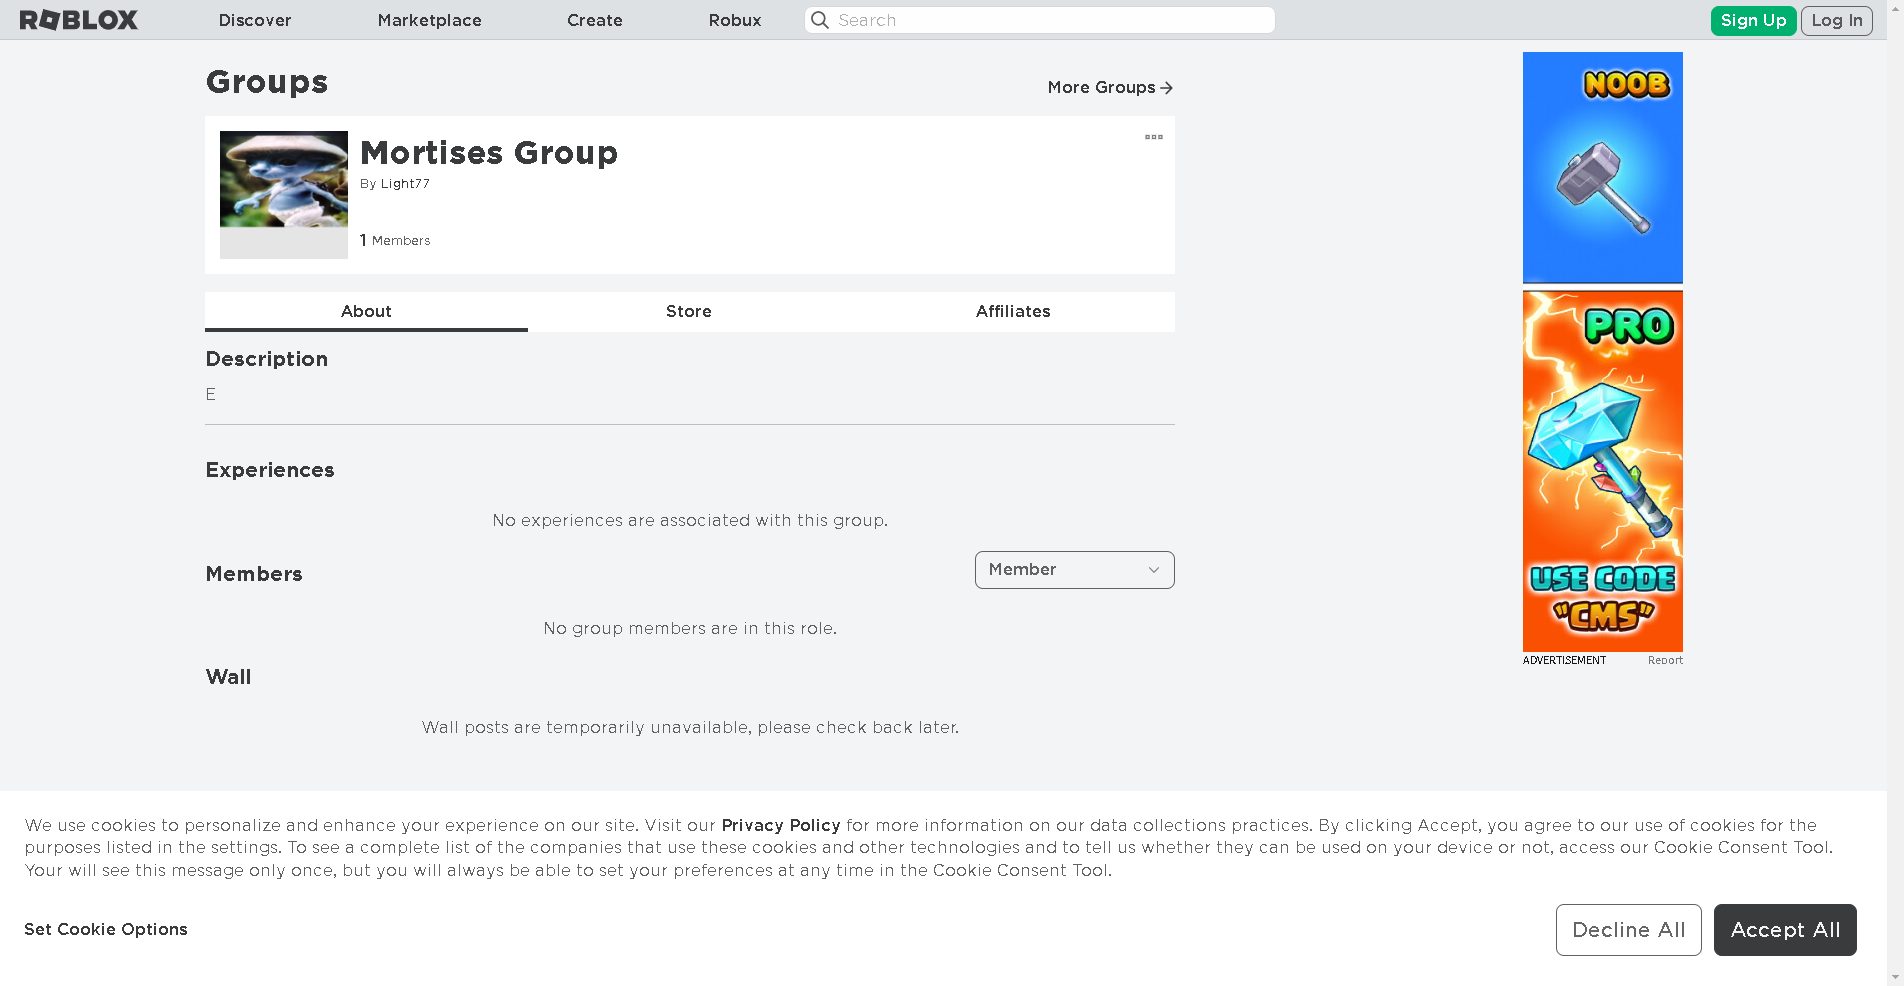 ROBLOX
Discover
Marketplace
Create
Robux
Search
Sign Up
Log In
Groups
More Groups
Mortises Group
By Light77
1 Members
About
Store
Affiliates
Description
E
Experiences
No experiences are associated with this group.
Members
Member
No group members are in this role.
Wall
Wall posts are temporarily unavailable, please check back later.
NOOB
PRO
USE CODE
"CMS"
ADVERTISEMENT
Report
We use cookies to personalize and enhance your experience on our site. Visit our Privacy Policy for more information on our data collections practices. By clicking Accept, you agree to our use of cookies for the
purposes listed in the settings. To see a complete list of the companies that use these cookies and other technologies and to tell us whether they can be used on your device or not, access our Cookie Consent Tool.
Your will see this message only once, but you will always be able to set your preferences at any time in the Cookie Consent Tool.
Set Cookie Options
Decline All
Accept All